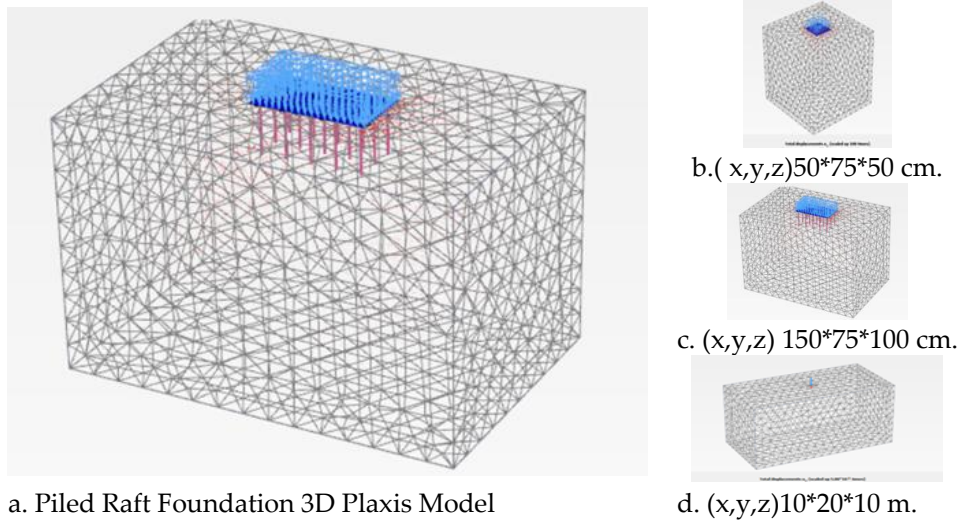 b.( x,y,z)50*75*50 cm.
c. (x,y,z) 150*75*100 cm.
a. Piled Raft Foundation 3D Plaxis Model
d. (x,y,z)10*20*10 m.